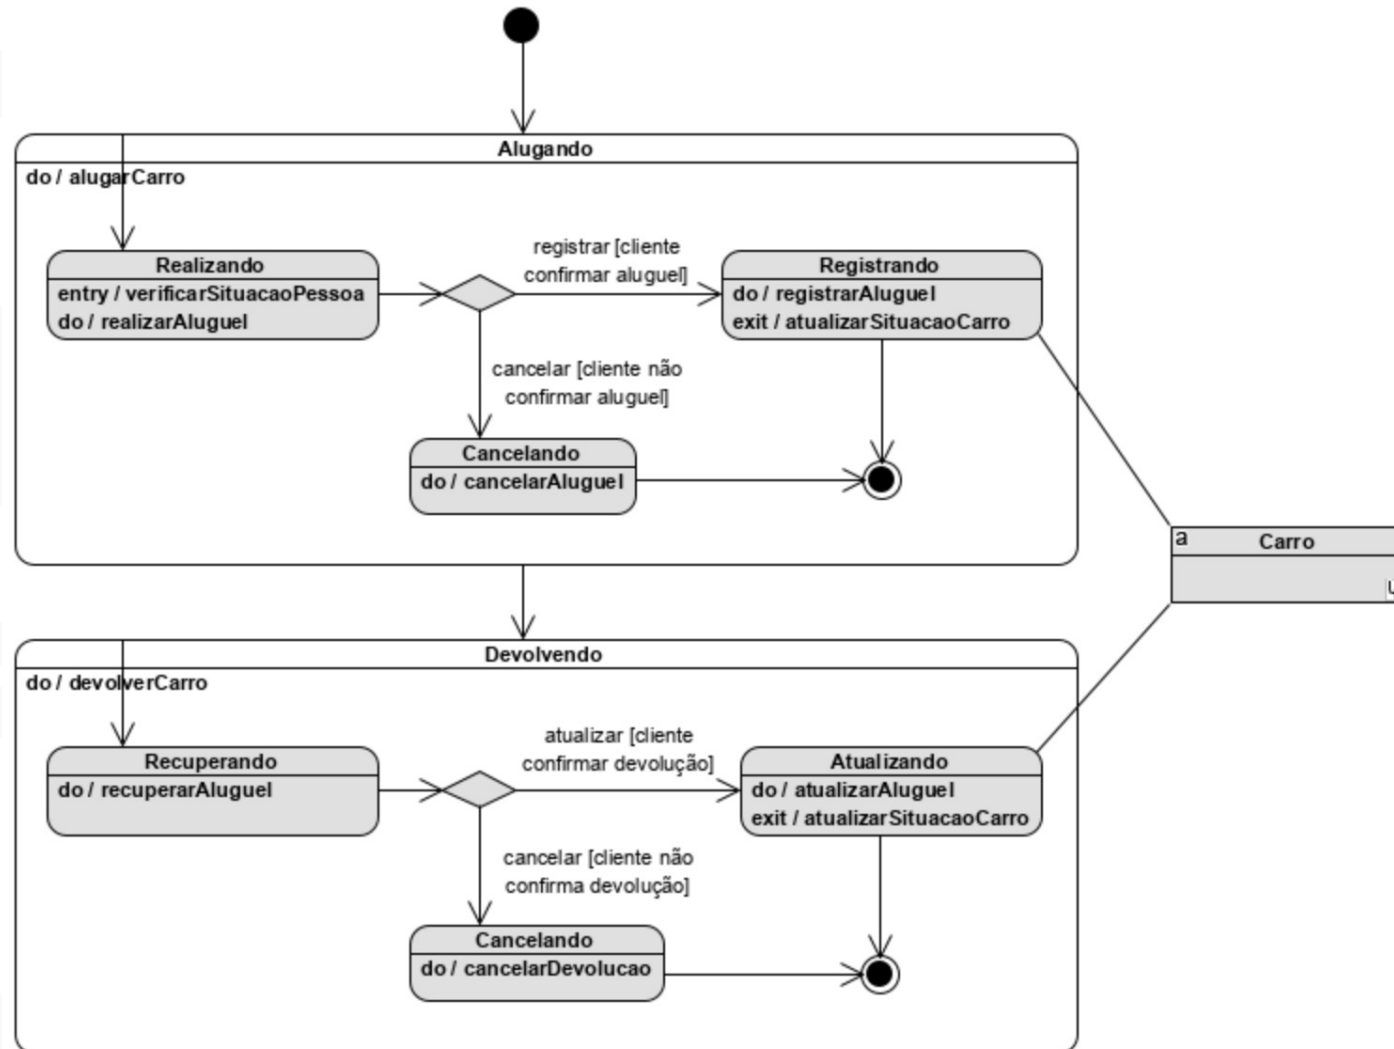 Alugando
do / alugarCarro
registrar [cliente
confirmar aluguel]
Realizando
entry / verificarSituacaoPessoa
do / realizarAluguel
Registrando
do / registrarAluguel
exit / atualizarSituacaoCarro
cancelar [cliente não
confirmar aluguel]
Cancelando
do / cancelarAluguel
a
Carro
Devolvendo
do / devolverCarro
atualizar [cliente
confirmar devolução]
Recuperando
do / recuperarAluguel
Atualizando
do / atualizarAluguel
exit / atualizarSituacaoCarro
cancelar [cliente não
confirma devolução]
Cancelando
do / cancelarDevolucao